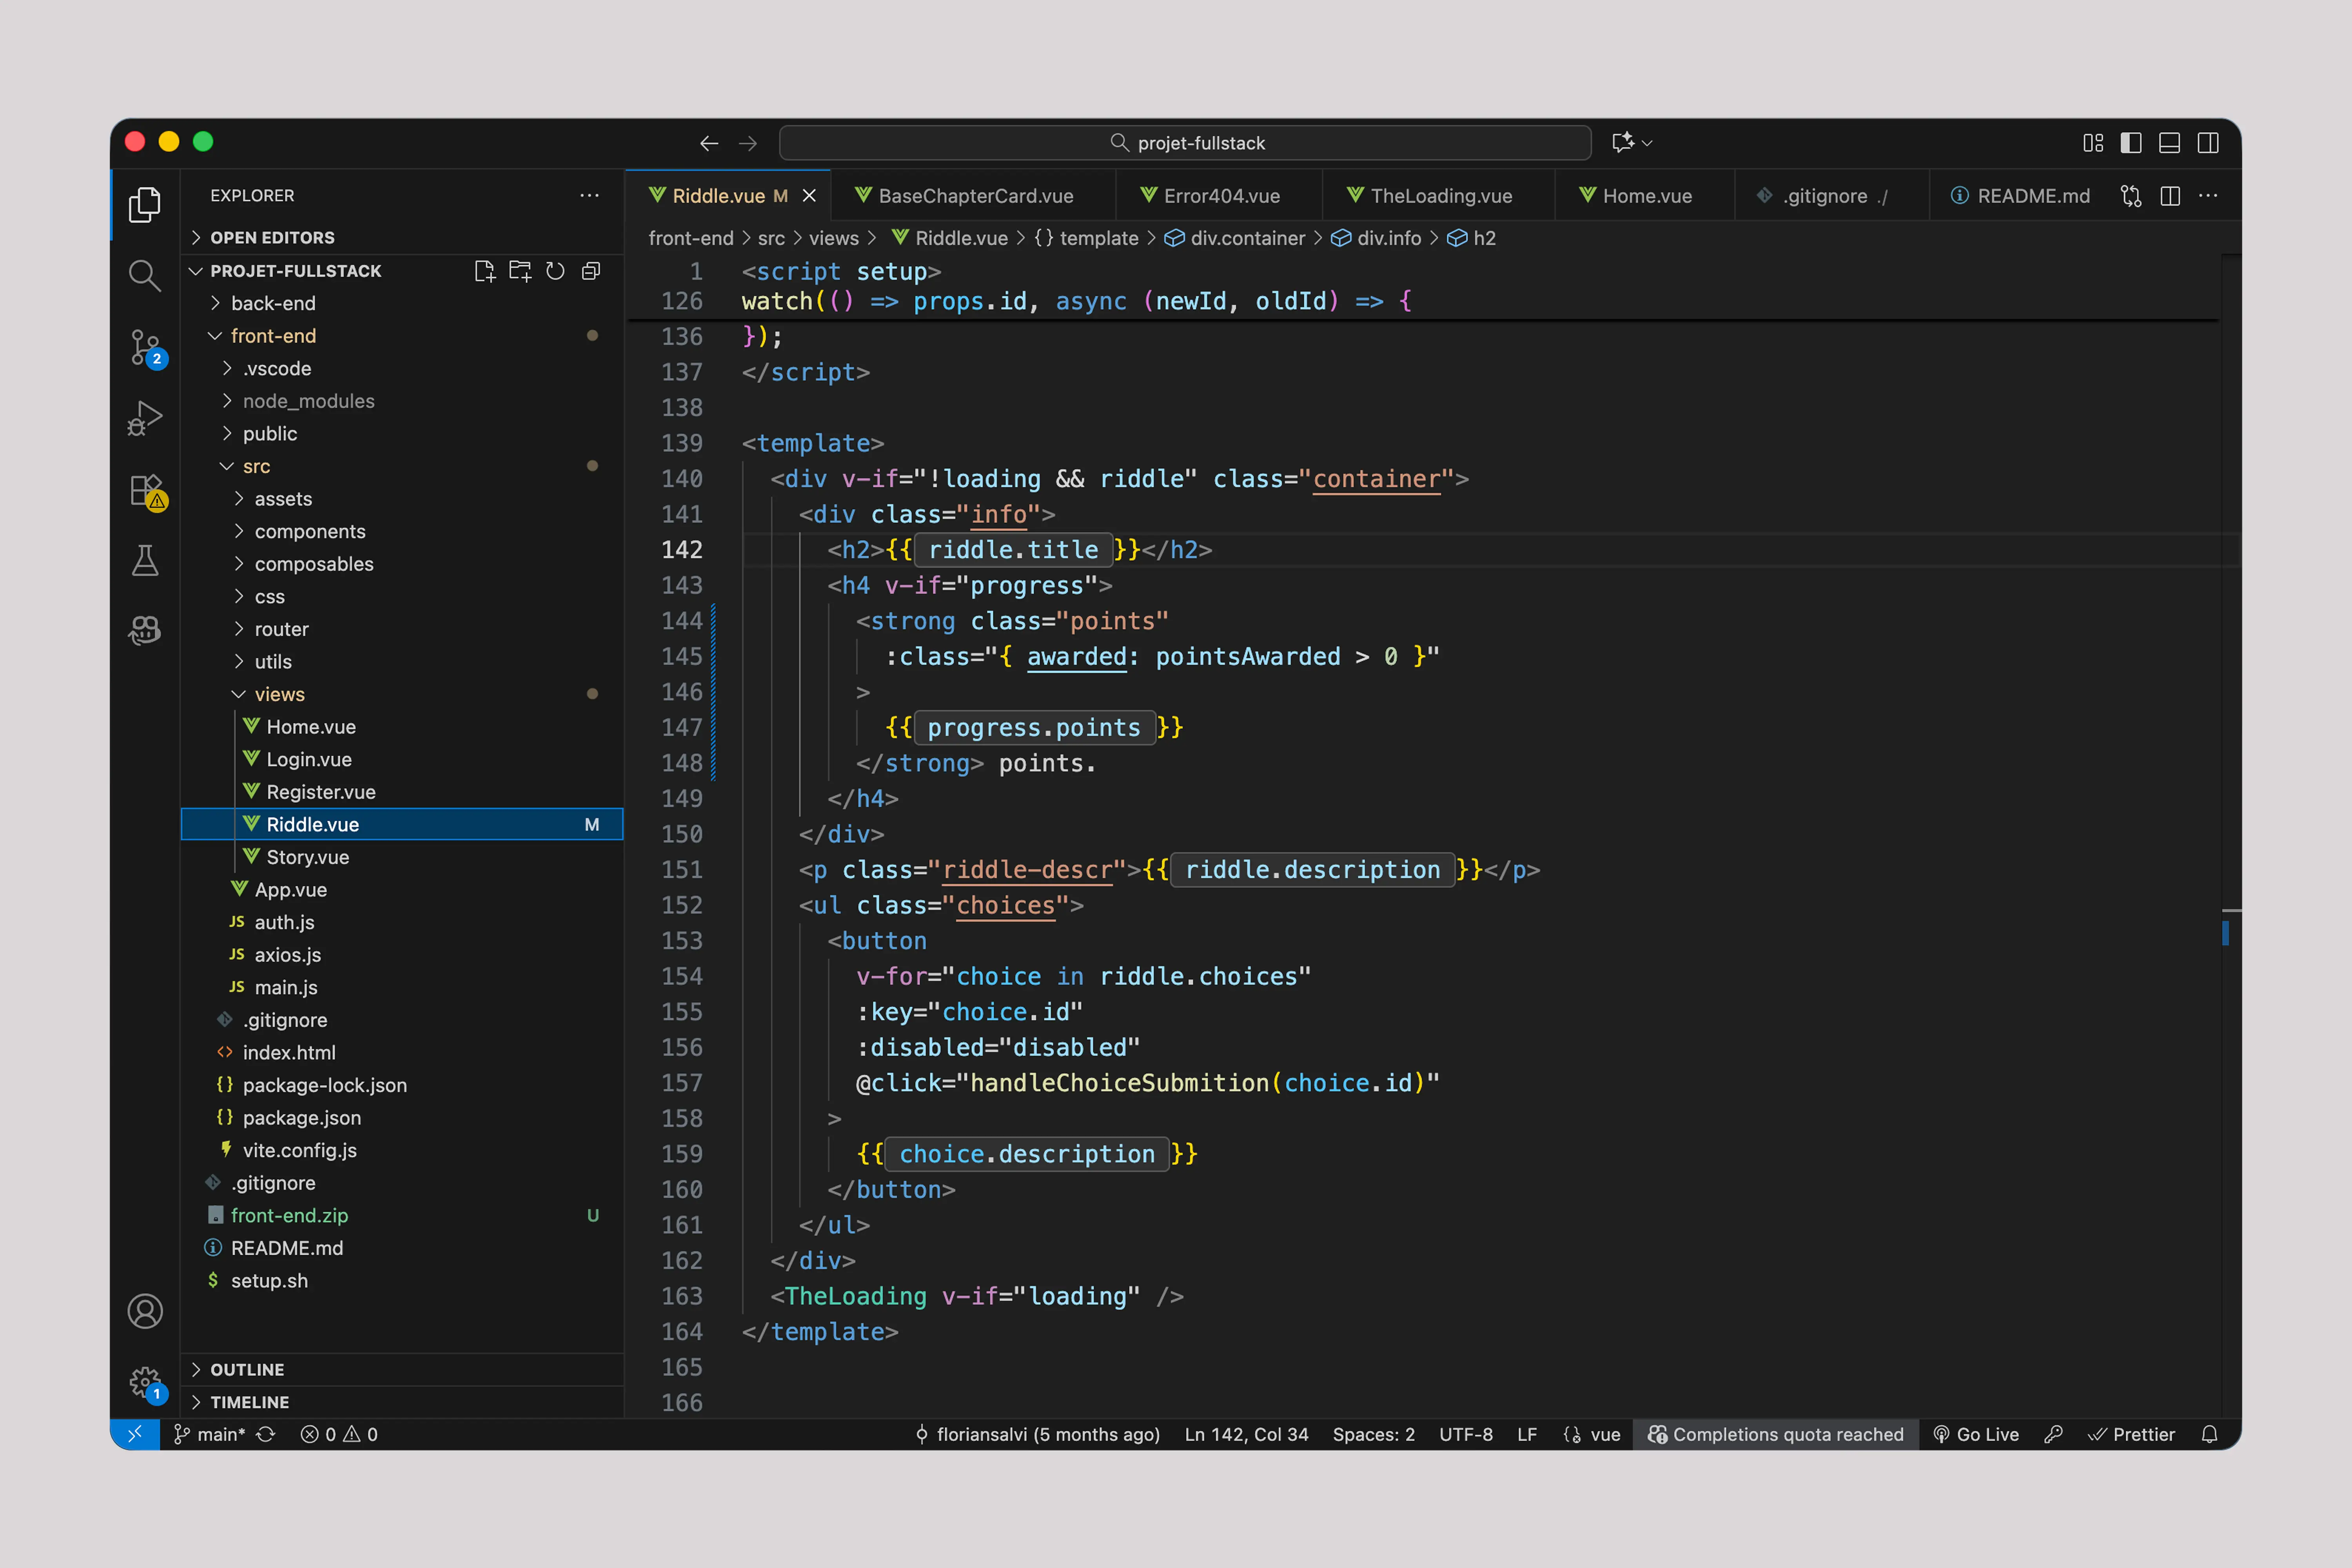 projet-fullstack
EXPLORER
OPEN EDITORS
PROJET-FULLSTACK
back-end
front-end
.vscode
node_modules
public
src
assets
components
composables
css
router
utils
views
Home.vue
Login.vue
Register.vue
Riddle.vue M
Story.vue
App.vue
JS auth.js
JS axios.js
JS main.js
.gitignore
<> index.html
{} package-lock.json
{} package.json
vite.config.js
.gitignore
front-end.zip U
README.md
$ setup.sh
OUTLINE
TIMELINE
2
1
Riddle.vue M
BaseChapterCard.vue
Error404.vue
TheLoading.vue
Home.vue
.gitignore ./
README.md
front-end > src > views > Riddle.vue > {} template > div.container > div.info > h2
1 <script setup>
126 watch(() => props.id, async (newId, oldId) => {
136 });
137 </script>
138
139 <template>
140 <div v-if="!loading && riddle" class="container">
141 <div class="info">
142 <h2>{{ riddle.title }}</h2>
143 <h4 v-if="progress">
144 <strong class="points"
145 :class="{ awarded: pointsAwarded > 0 }"
146 >
147 {{ progress.points }}
148 </strong> points.
149 </h4>
150 </div>
151 <p class="riddle-descr">{{ riddle.description }}</p>
152 <ul class="choices">
153 <button
154 v-for="choice in riddle.choices"
155 :key="choice.id"
156 :disabled="disabled"
157 @click="handleChoiceSubmition(choice.id)"
158 >
159 {{ choice.description }}
160 </button>
161 </ul>
162 </div>
163 <TheLoading v-if="loading" />
164 </template>
165
166
main* 0 0 floriansalvi (5 months ago) Ln 142, Col 34 Spaces: 2 UTF-8 LF vue Completions quota reached Go Live Prettier